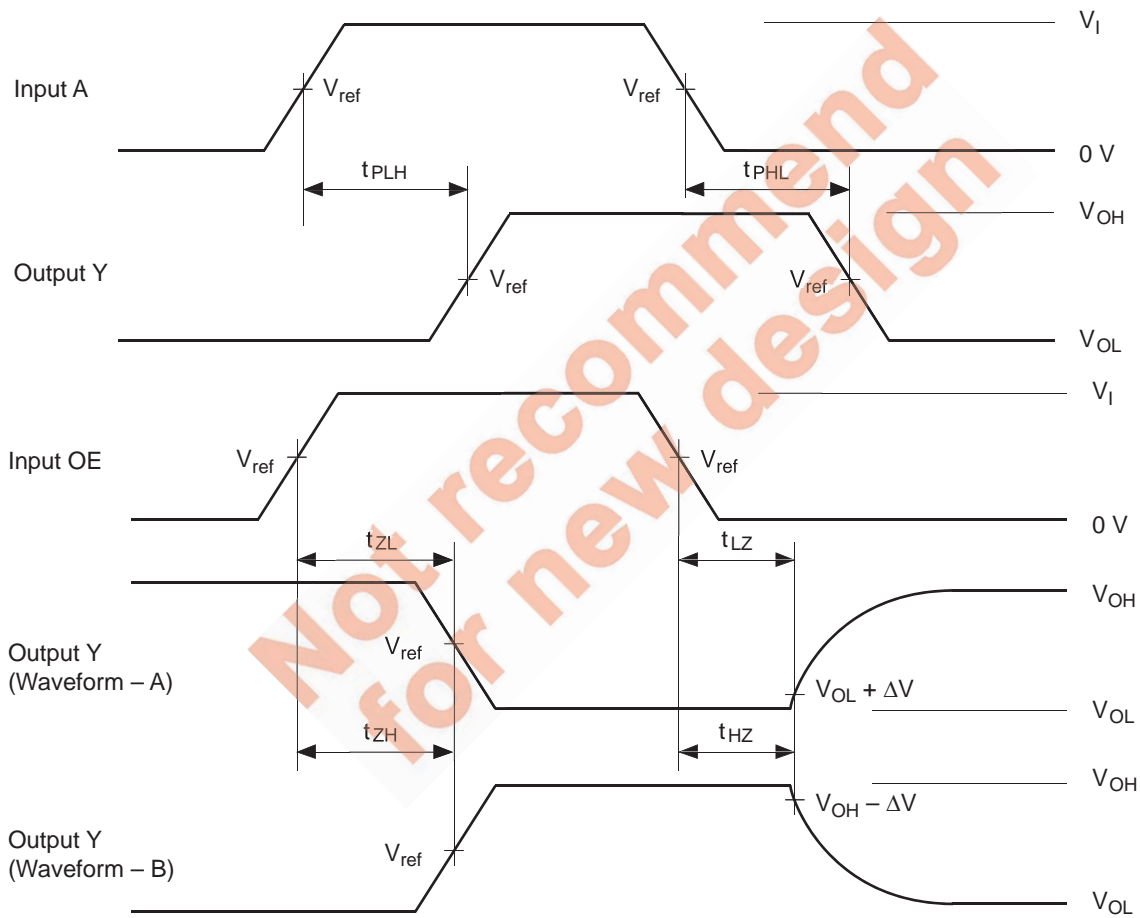 V_I
Input A
V_ref
V_ref
0 V
t_PLH
t_PHL
V_OH
Output Y
V_ref
V_ref
V_OL
V_I
Input OE
V_ref
V_ref
0 V
t_ZL
t_LZ
V_OH
Output Y
(Waveform – A)
V_ref
V_OL + ΔV
V_OL
t_ZH
t_HZ
V_OH
V_OH – ΔV
Output Y
(Waveform – B)
V_ref
V_OL
Not recommend
for new design